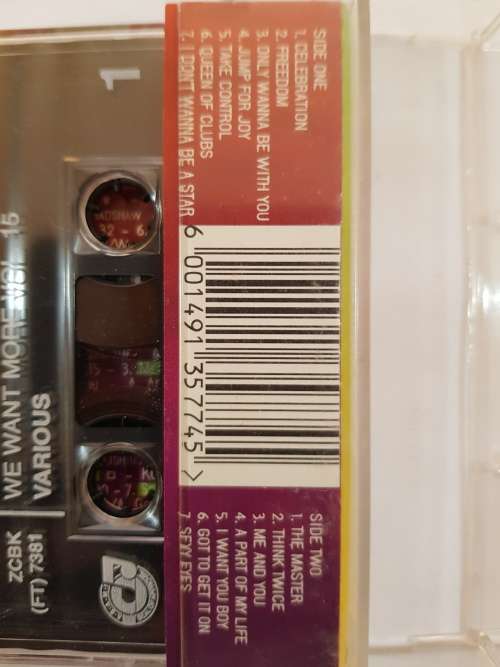 SIDE ONE
1. CELEBRATION
2. FREEDOM
3. ONLY WANNA BE WITH YOU
4. JUMP FOR JOY
5. TAKE CONTROL
6. QUEEN OF CLUBS
7. I DON'T WANNA BE A STAR
6 001491 357745 >
SIDE TWO
1. THE MASTER
2. THINK TWICE
3. ME AND YOU
4. A PART OF MY LIFE
5. I WANT YOU BOY
6. GOT TO GET IT ON
7. SEXY EYES
1
WE WANT MORE VOL 15
VARIOUS
ZCBK
(FT) 7381